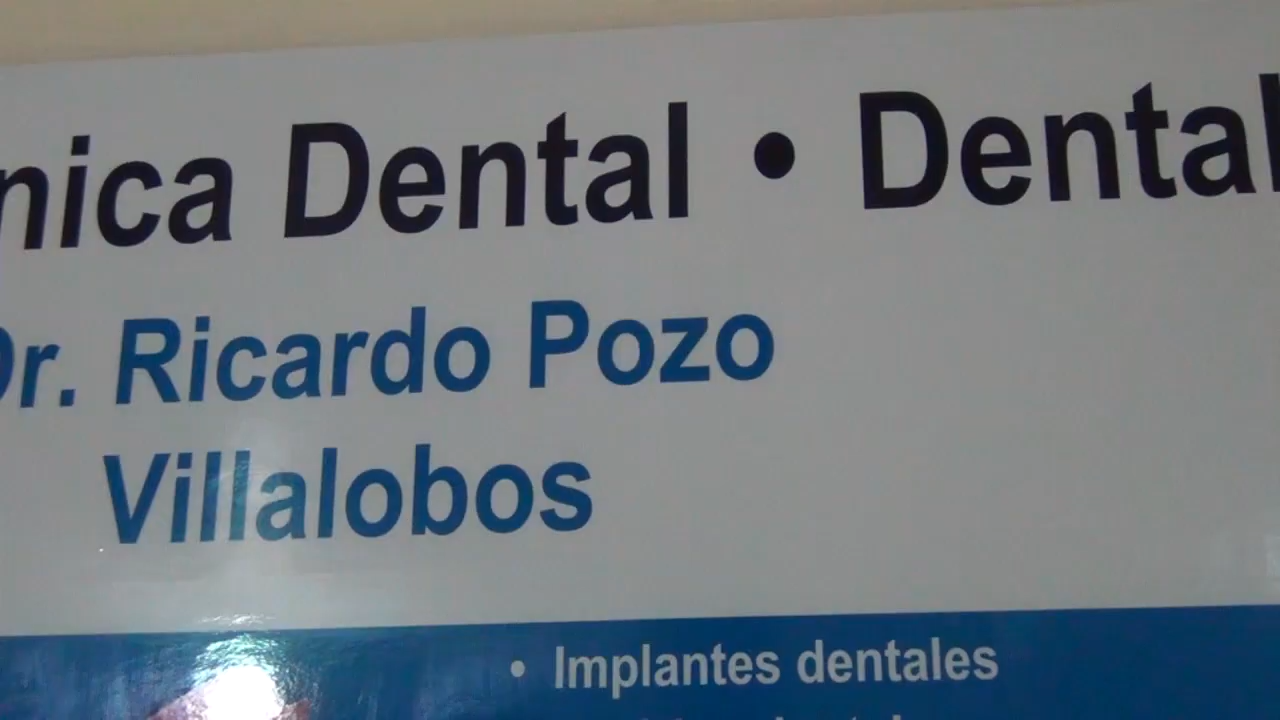 nica Dental • Dental
Dr. Ricardo Pozo
Villalobos
• Implantes dentales